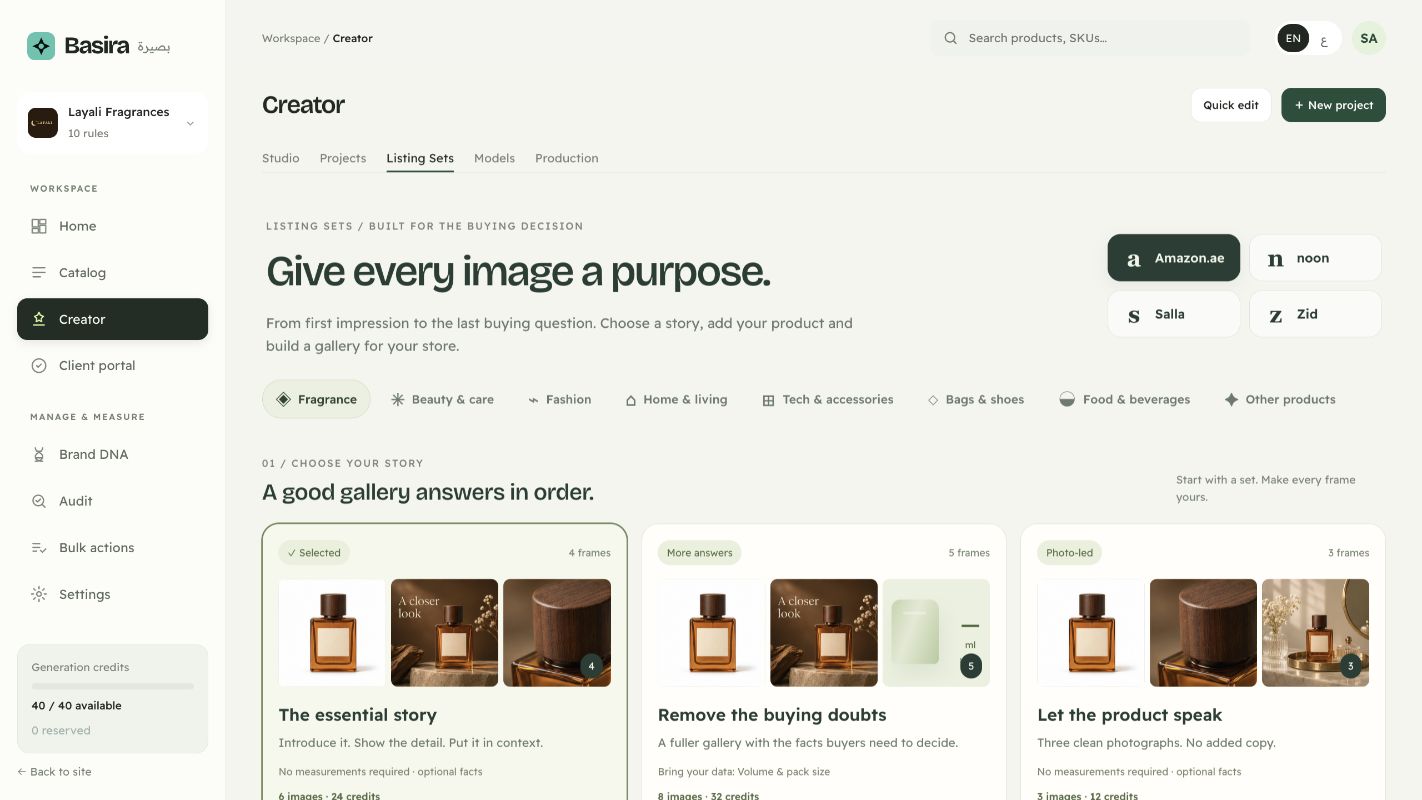 Basira بصيرة
Layali Fragrances
10 rules
WORKSPACE
Home
Catalog
Creator
Client portal
MANAGE & MEASURE
Brand DNA
Audit
Bulk actions
Settings
Generation credits
40 / 40 available
0 reserved
← Back to site
Workspace / Creator
Search products, SKUs...
EN
ع
SA
Creator
Quick edit
+ New project
Studio
Projects
Listing Sets
Models
Production
LISTING SETS / BUILT FOR THE BUYING DECISION
Give every image a purpose.
From first impression to the last buying question. Choose a story, add your product and
build a gallery for your store.
a Amazon.ae
n noon
s Salla
z Zid
Fragrance
Beauty & care
Fashion
Home & living
Tech & accessories
Bags & shoes
Food & beverages
Other products
01 / CHOOSE YOUR STORY
A good gallery answers in order.
Start with a set. Make every frame
yours.
✓ Selected
4 frames
A closer
look
4
The essential story
Introduce it. Show the detail. Put it in context.
No measurements required · optional facts
6 images · 24 credits
More answers
5 frames
A closer
look
ml
5
Remove the buying doubts
A fuller gallery with the facts buyers need to decide.
Bring your data: Volume & pack size
8 images · 32 credits
Photo-led
3 frames
3
Let the product speak
Three clean photographs. No added copy.
No measurements required · optional facts
3 images · 12 credits